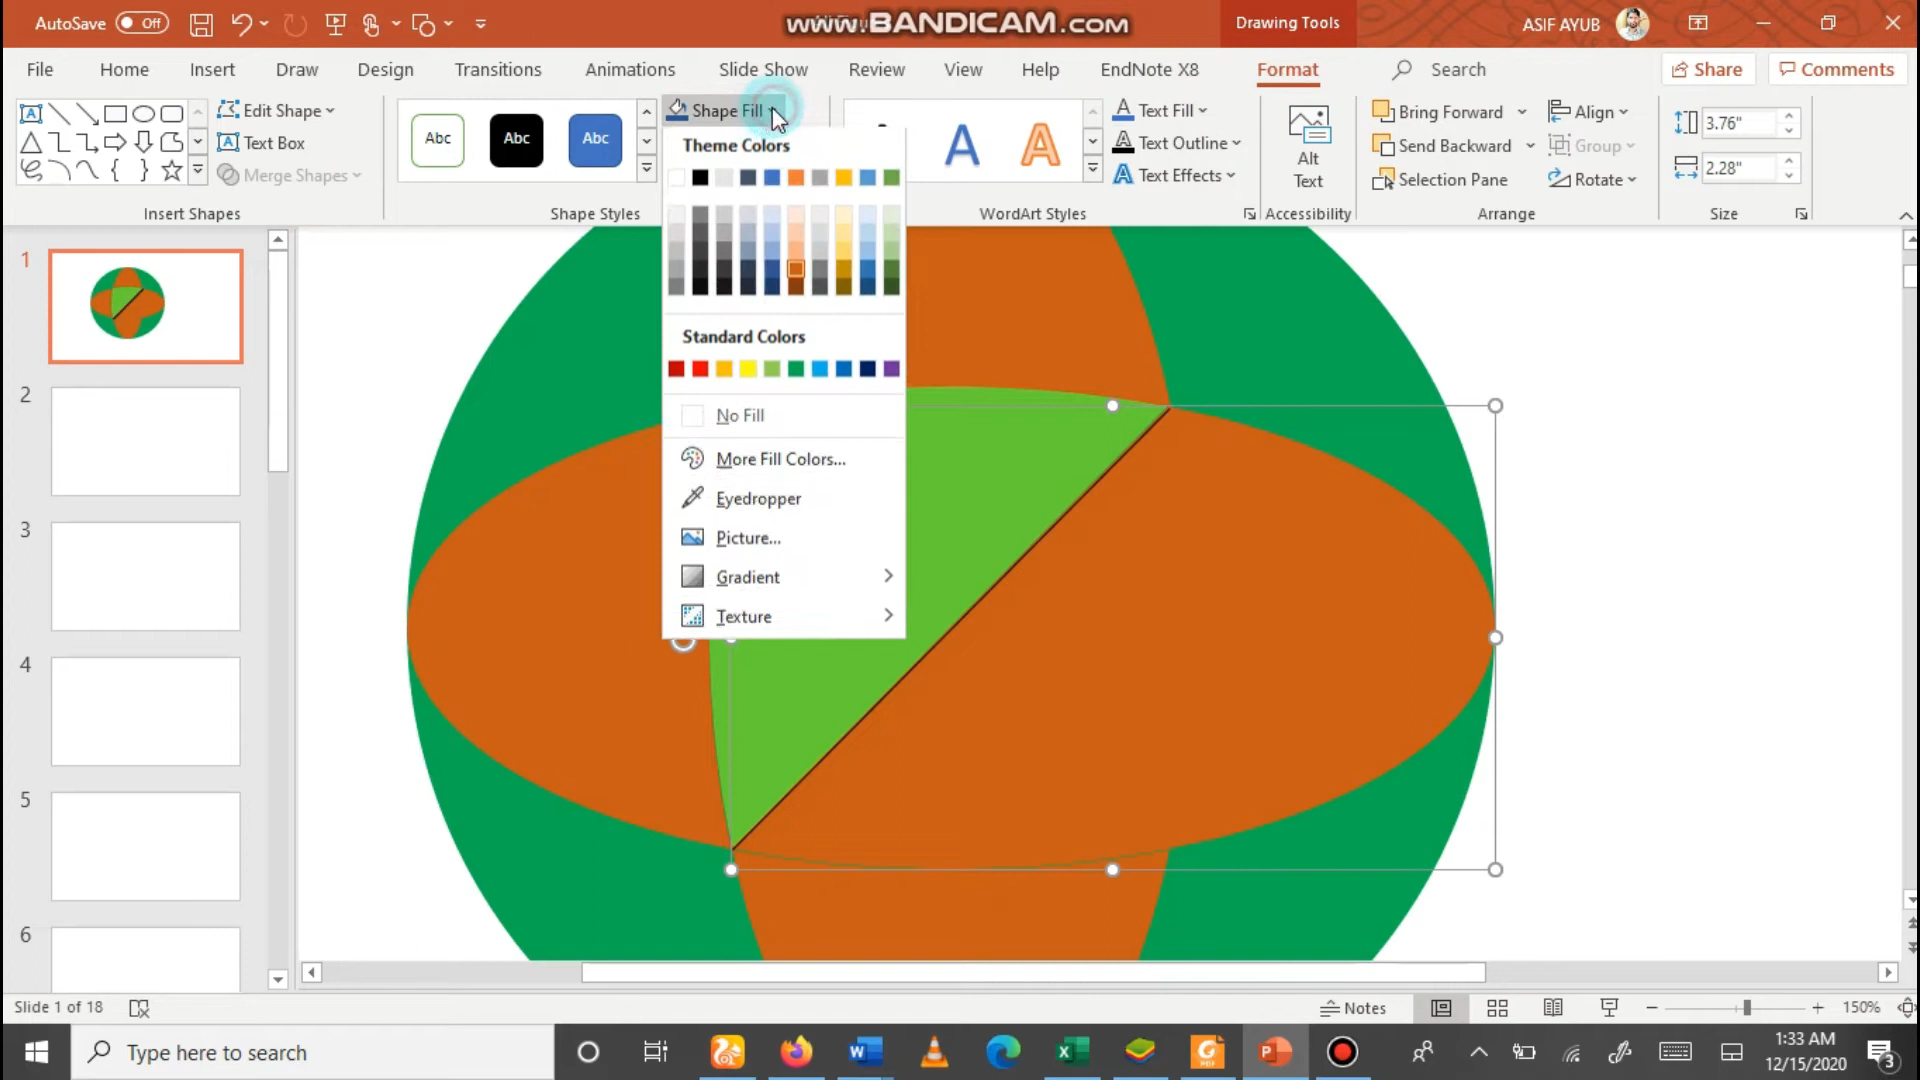 AutoSave Off
www.BANDICAM.com
Drawing Tools
ASIF AYUB
File Home Insert Draw Design Transitions Animations Slide Show Review View Help EndNote X8 Format Search Share Comments
Edit Shape
Text Box
Merge Shapes
Insert Shapes
Abc Abc Abc
Shape Styles
Shape Fill
Theme Colors
Standard Colors
No Fill
More Fill Colors...
Eyedropper
Picture...
Gradient
Texture
A A
WordArt Styles
Text Fill
Text Outline
Text Effects
Alt
Text
Accessibility
Bring Forward
Send Backward
Selection Pane
Align
Group
Rotate
Arrange
3.76"
2.28"
Size
1
2
3
4
5
6
Slide 1 of 18
Notes
150%
Type here to search
1:33 AM
12/15/2020
3